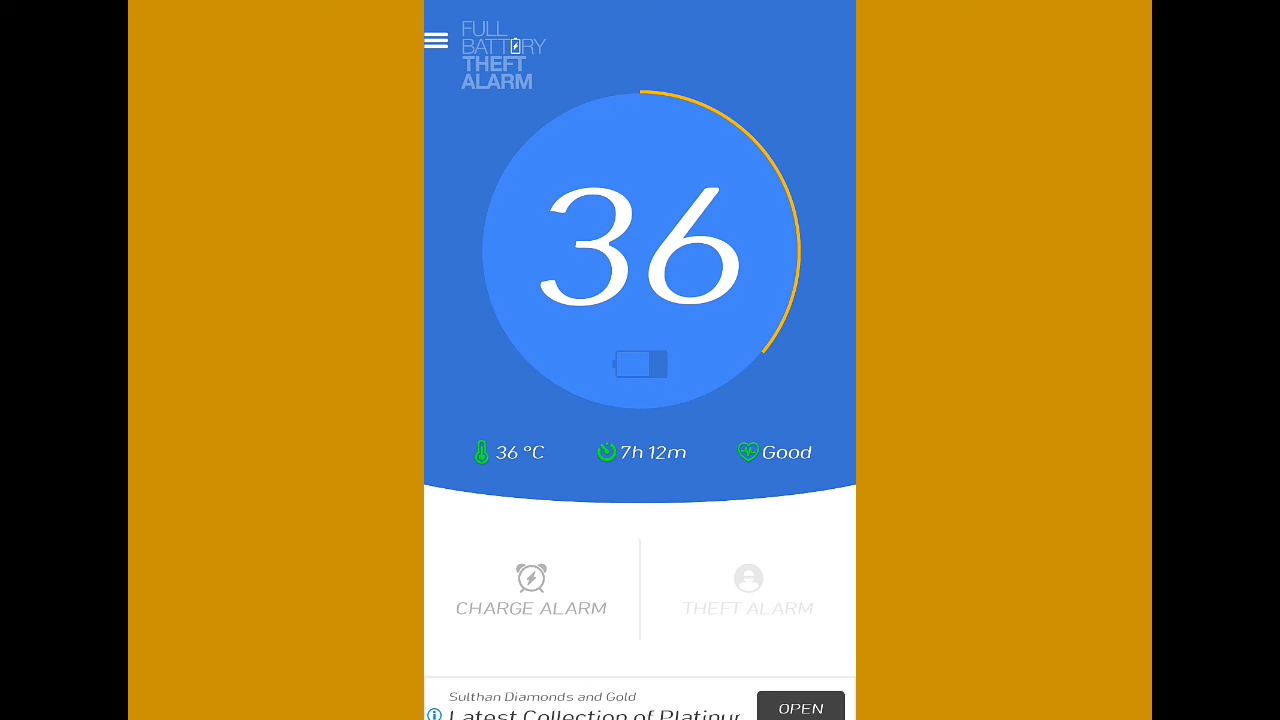 FULL
BATTERY
THEFT
ALARM
36
36 °C
7h 12m
Good
CHARGE ALARM
THEFT ALARM
Sulthan Diamonds and Gold
Latest Collection of
OPEN